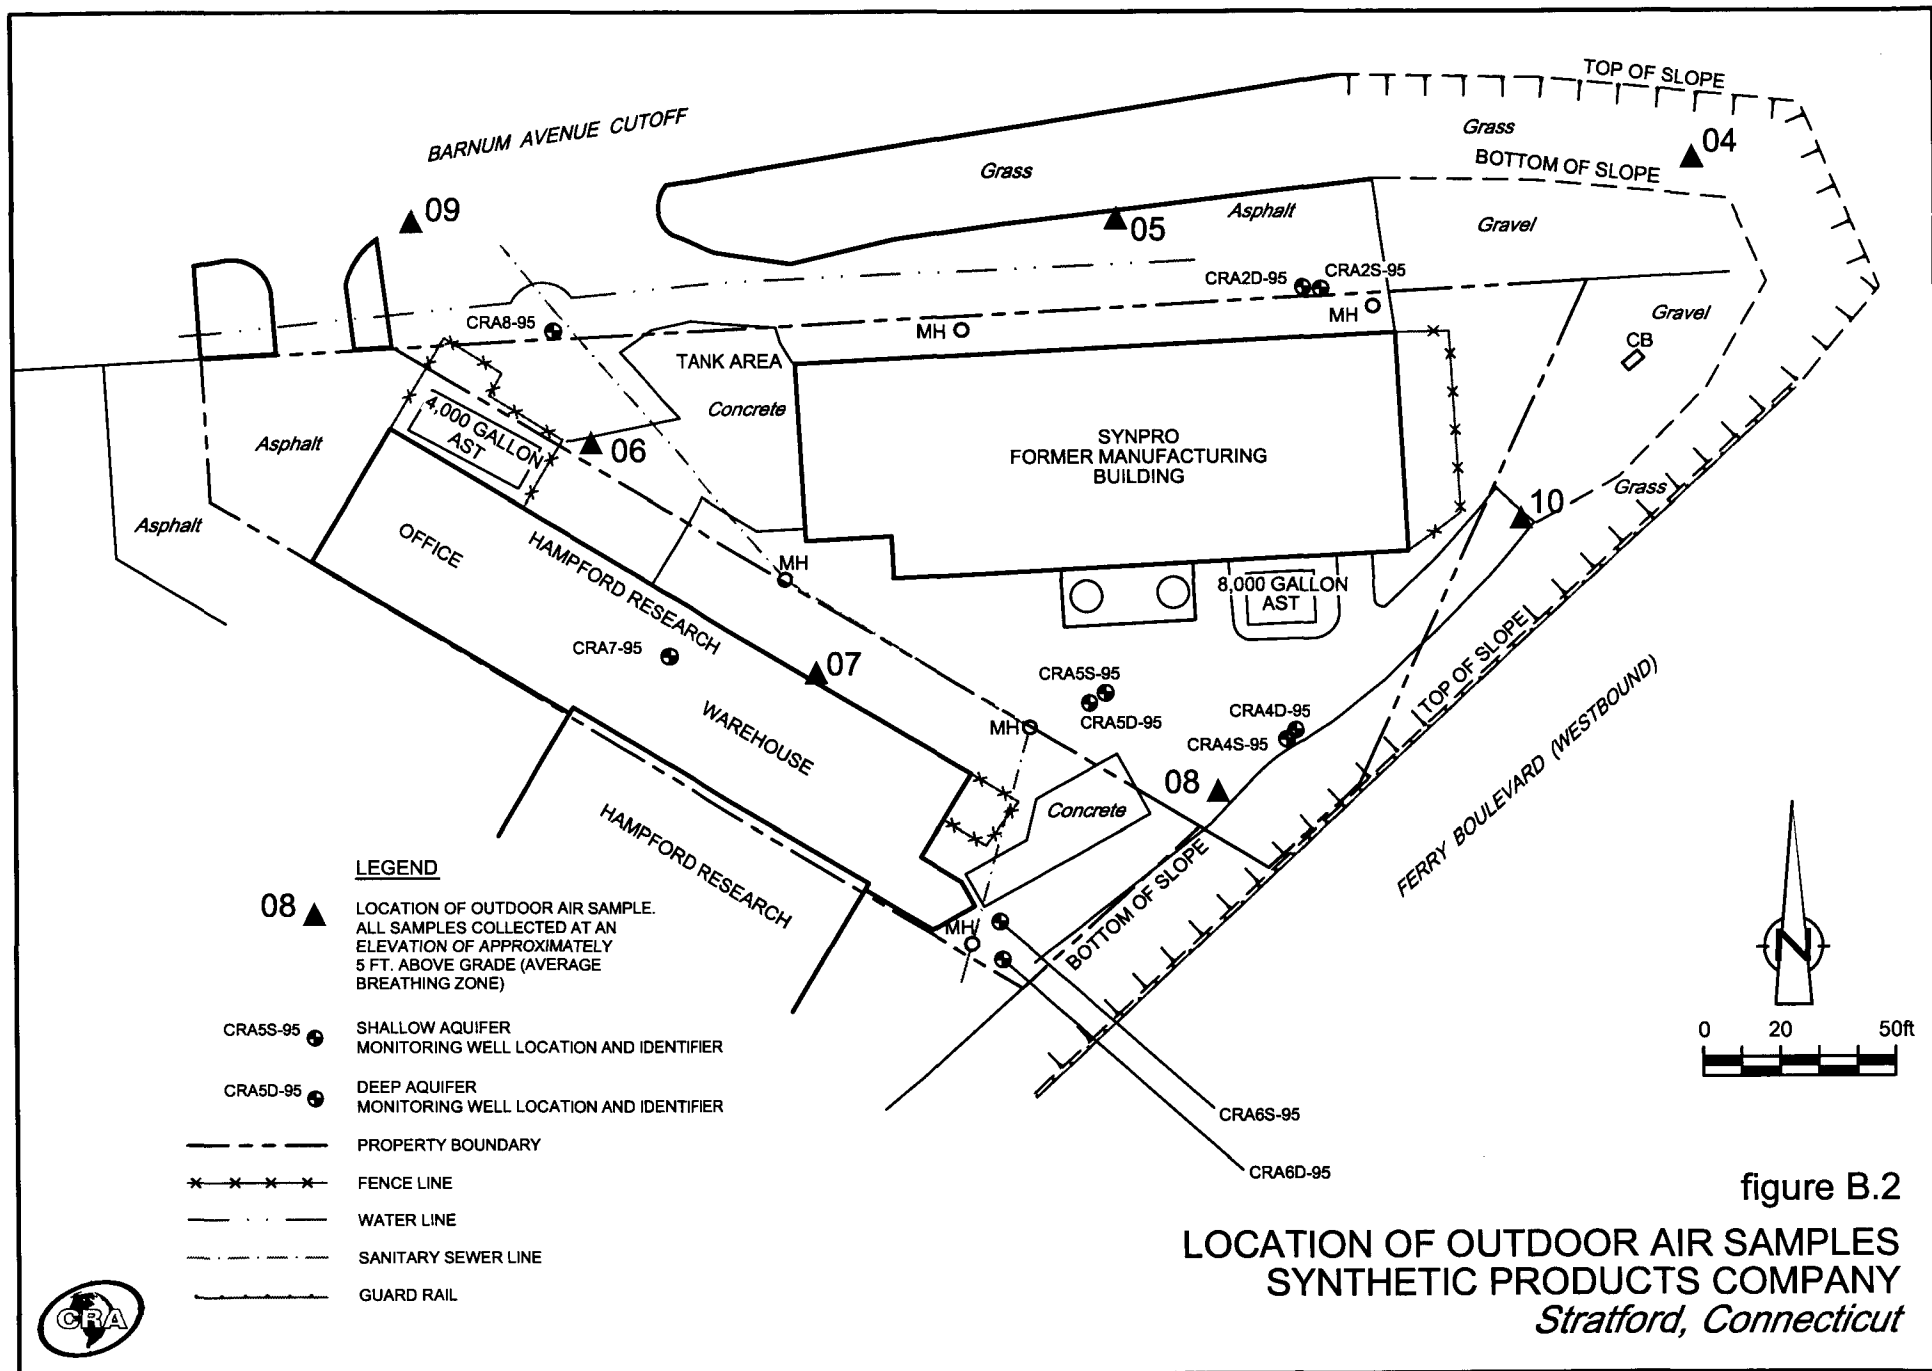 TOP OF SLOPE
BARNUM AVENUE CUTOFF
Grass
04
BOTTOM OF SLOPE
Grass
09
05
Asphalt
Gravel
CRA2D-95
CRA2S-95
CRA8-95
MH
MH
Gravel
CB
TANK AREA
Concrete
4,000 GALLON
AST
Asphalt
06
SYNPRO
FORMER MANUFACTURING
BUILDING
Grass
10
Asphalt
OFFICE
HAMPFORD RESEARCH
MH
8,000 GALLON
AST
CRA7-95
07
TOP OF SLOPE
CRA5S-95
CRA5D-95
WAREHOUSE
MH
CRA4D-95
CRA4S-95
FERRY BOULEVARD (WESTBOUND)
08
Concrete
HAMPFORD RESEARCH
BOTTOM OF SLOPE
MH
CRA6S-95
CRA6D-95
LEGEND
08
LOCATION OF OUTDOOR AIR SAMPLE.
ALL SAMPLES COLLECTED AT AN
ELEVATION OF APPROXIMATELY
5 FT. ABOVE GRADE (AVERAGE
BREATHING ZONE)
CRA5S-95
SHALLOW AQUIFER
MONITORING WELL LOCATION AND IDENTIFIER
CRA5D-95
DEEP AQUIFER
MONITORING WELL LOCATION AND IDENTIFIER
PROPERTY BOUNDARY
FENCE LINE
WATER LINE
SANITARY SEWER LINE
GUARD RAIL
N
0 20 50ft
figure B.2
LOCATION OF OUTDOOR AIR SAMPLES
SYNTHETIC PRODUCTS COMPANY
Stratford, Connecticut
CRA